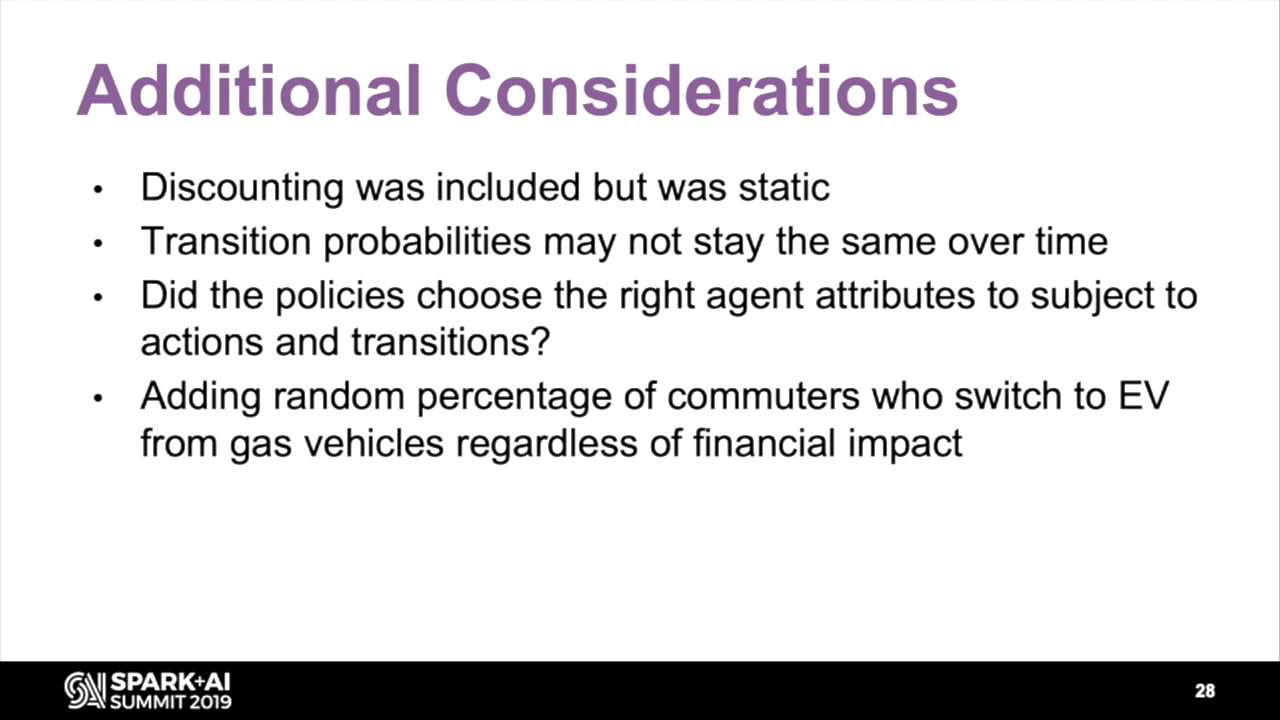 Additional Considerations
• Discounting was included but was static
• Transition probabilities may not stay the same over time
• Did the policies choose the right agent attributes to subject to
actions and transitions?
• Adding random percentage of commuters who switch to EV
from gas vehicles regardless of financial impact
SPARK+AI
SUMMIT 2019
28